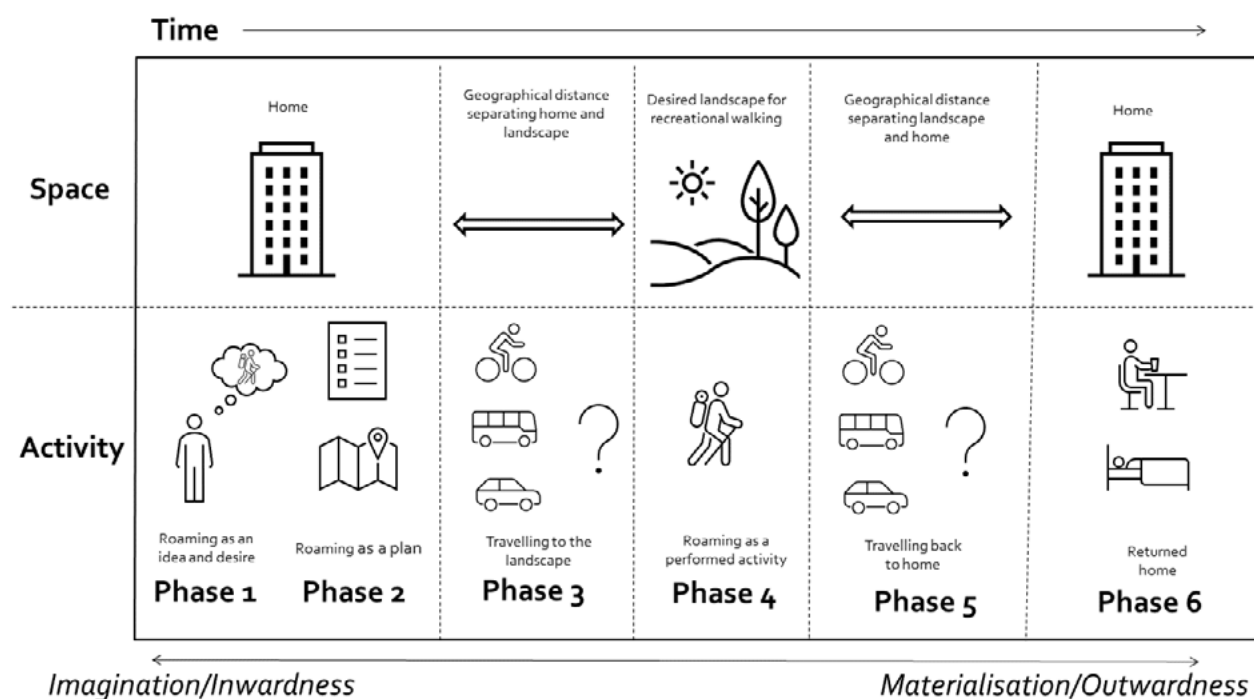 Time
Home
Geographical distance
separating home and
landscape
Desired landscape for
recreational walking
Geographical distance
separating landscape
and home
Home
Space
Activity
?
?
Roaming as an
idea and desire
Phase 1
Roaming as a plan
Phase 2
Travelling to the
landscape
Phase 3
Roaming as a
performed activity
Phase 4
Travelling back
to home
Phase 5
Returned
home
Phase 6
Imagination/Inwardness
Materialisation/Outwardness